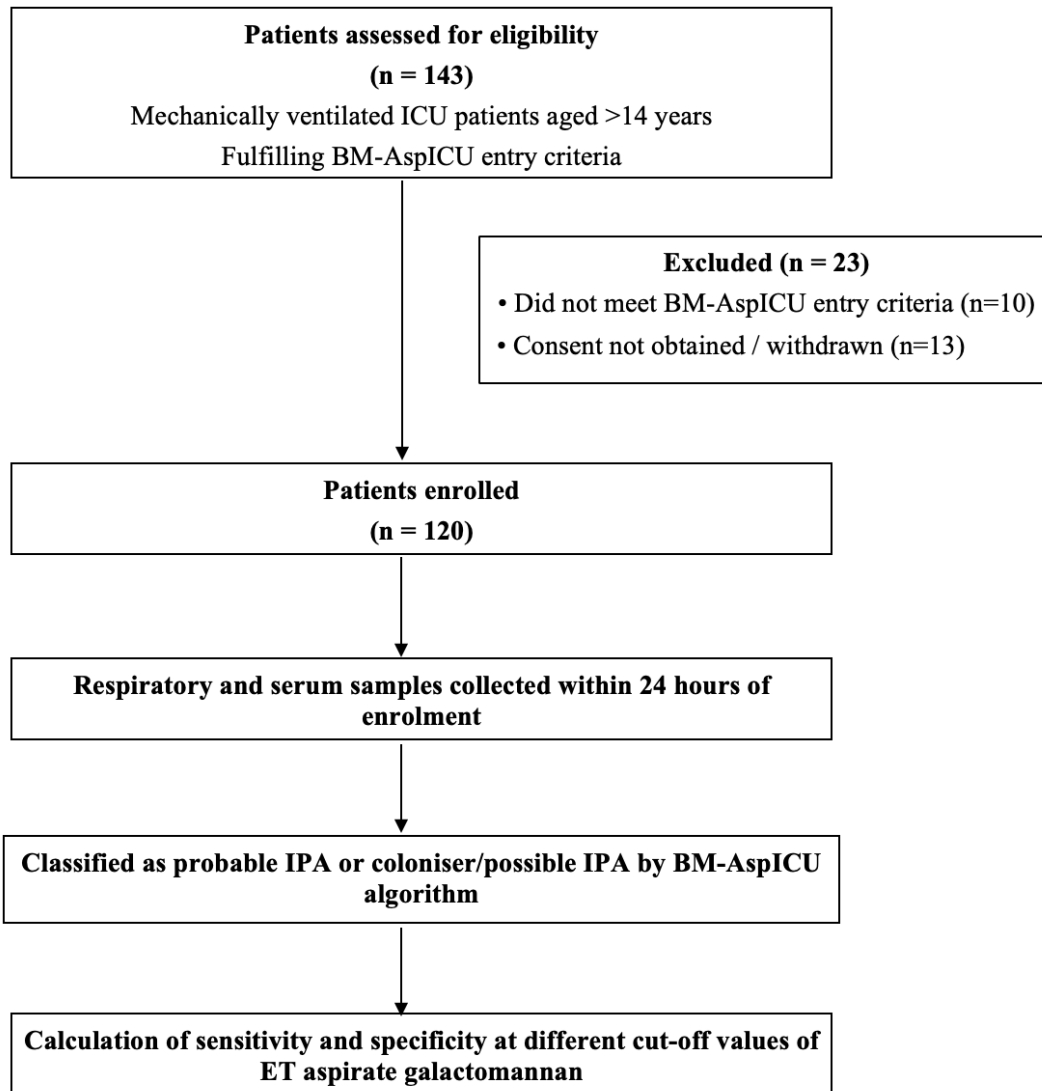 Patients assessed for eligibility
(n = 143)
Mechanically ventilated ICU patients aged >14 years
Fulfilling BM-AspICU entry criteria
Excluded (n = 23)
• Did not meet BM-AspICU entry criteria (n=10)
• Consent not obtained / withdrawn (n=13)
Patients enrolled
(n = 120)
Respiratory and serum samples collected within 24 hours of
enrolment
Classified as probable IPA or coloniser/possible IPA by BM-AspICU
algorithm
Calculation of sensitivity and specificity at different cut-off values of
ET aspirate galactomannan